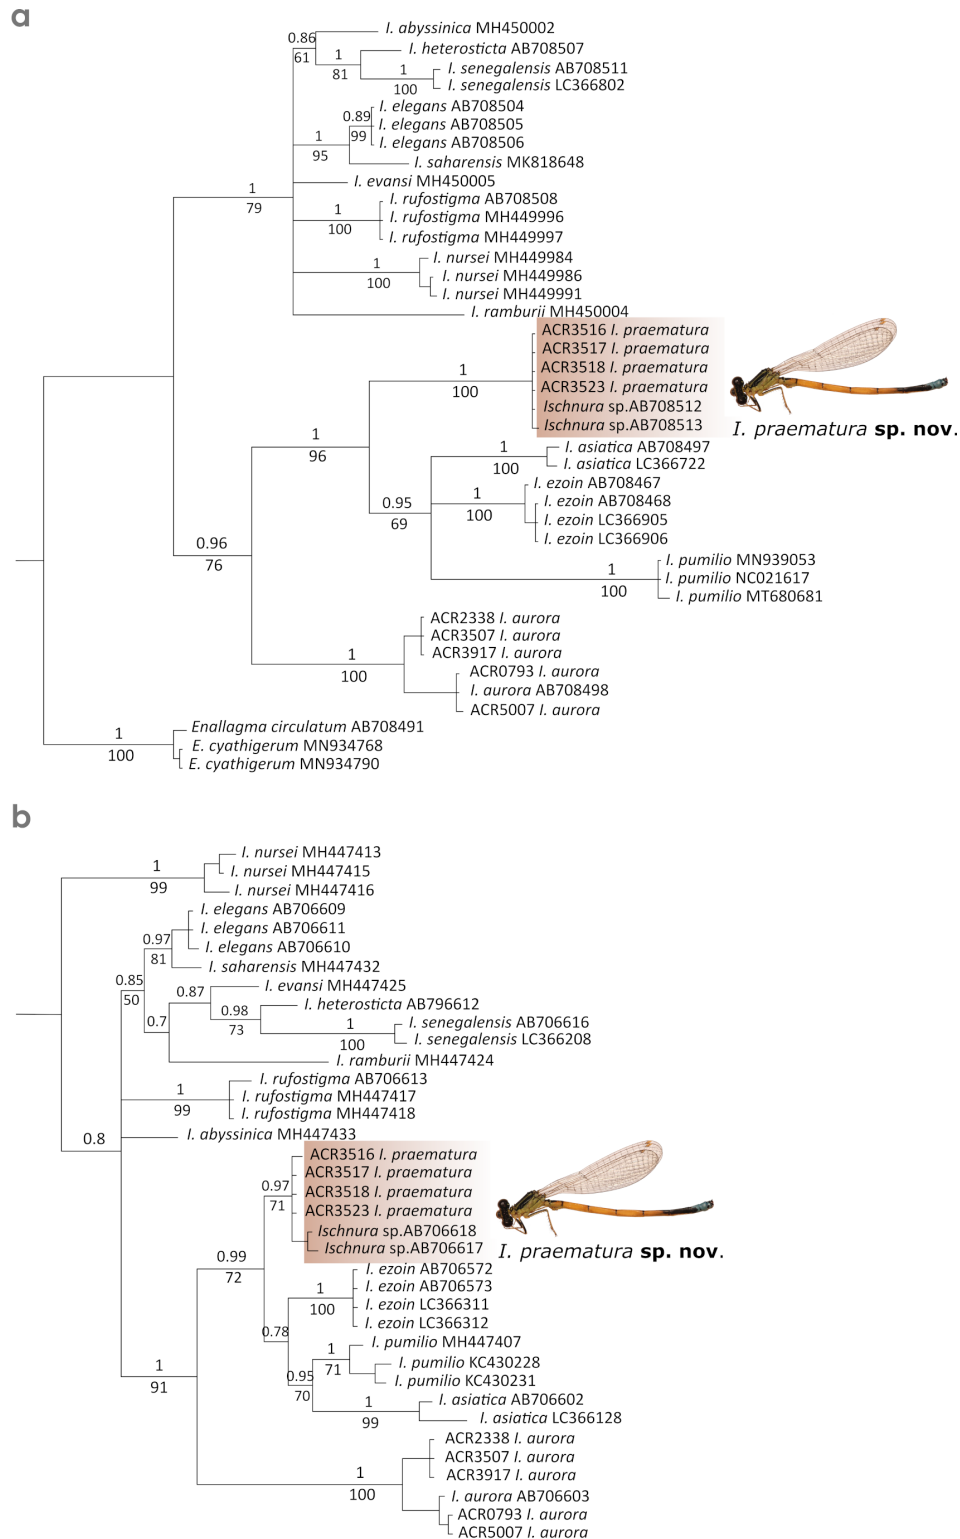 a
I. abyssinica MH450002
0.86
61
I. heterosticta AB708507
1
81
I. senegalensis AB708511
1
100
I. senegalensis LC366802
I. elegans AB708504
0.89
99
I. elegans AB708505
I. elegans AB708506
1
95
I. saharensis MK818648
I. evansi MH450005
1
79
I. rufostigma AB708508
1
100
I. rufostigma MH449996
I. rufostigma MH449997
I. nursei MH449984
1
100
I. nursei MH449986
I. nursei MH449991
I. ramburii MH450004
ACR3516 I. praematura
ACR3517 I. praematura
ACR3518 I. praematura
1
100
ACR3523 I. praematura
Ischnura sp.AB708512
Ischnura sp.AB708513
I. praematura sp. nov.
1
96
I. asiatica AB708497
1
100
I. asiatica LC366722
I. ezoin AB708467
1
100
I. ezoin AB708468
0.95
69
I. ezoin LC366905
I. ezoin LC366906
0.96
76
I. pumilio MN939053
1
100
I. pumilio NC021617
I. pumilio MT680681
ACR2338 I. aurora
ACR3507 I. aurora
ACR3917 I. aurora
1
100
ACR0793 I. aurora
I. aurora AB708498
ACR5007 I. aurora
Enallagma circulatum AB708491
1
100
E. cyathigerum MN934768
E. cyathigerum MN934790
b
I. nursei MH447413
1
99
I. nursei MH447415
I. nursei MH447416
I. elegans AB706609
I. elegans AB706611
0.97
81
I. elegans AB706610
I. saharensis MH447432
0.85
50
0.87
I. evansi MH447425
I. heterosticta AB796612
0.98
73
I. senegalensis AB706616
1
100
I. senegalensis LC366208
0.7
I. ramburii MH447424
I. rufostigma AB706613
1
99
I. rufostigma MH447417
I. rufostigma MH447418
I. abyssinica MH447433
0.8
ACR3516 I. praematura
ACR3517 I. praematura
0.97
71
ACR3518 I. praematura
ACR3523 I. praematura
Ischnura sp.AB706618
Ischnura sp.AB706617
I. praematura sp. nov.
0.99
72
I. ezoin AB706572
I. ezoin AB706573
1
100
I. ezoin LC366311
I. ezoin LC366312
0.78
I. pumilio MH447407
1
71
I. pumilio KC430228
I. pumilio KC430231
0.95
70
I. asiatica AB706602
1
99
I. asiatica LC366128
1
91
ACR2338 I. aurora
ACR3507 I. aurora
ACR3917 I. aurora
1
100
I. aurora AB706603
ACR0793 I. aurora
ACR5007 I. aurora